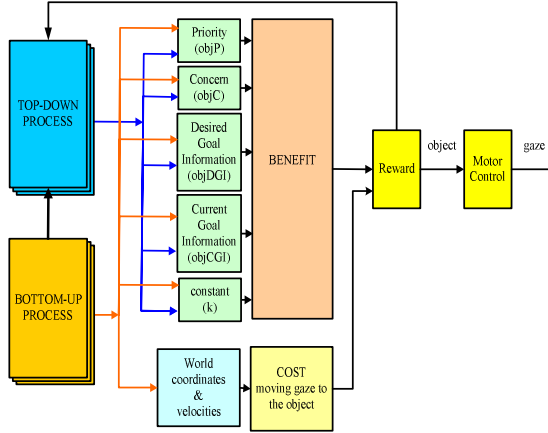 TOP-DOWN
PROCESS
BOTTOM-UP
PROCESS
Priority
(objP)
Concern
(objC)
Desired
Goal
Information
(objDGI)
Current
Goal
Information
(objCGI)
constant
(k)
BENEFIT
World
coordinates
&
velocities
COST
moving gaze to
the object
Reward
object
Motor
Control
gaze